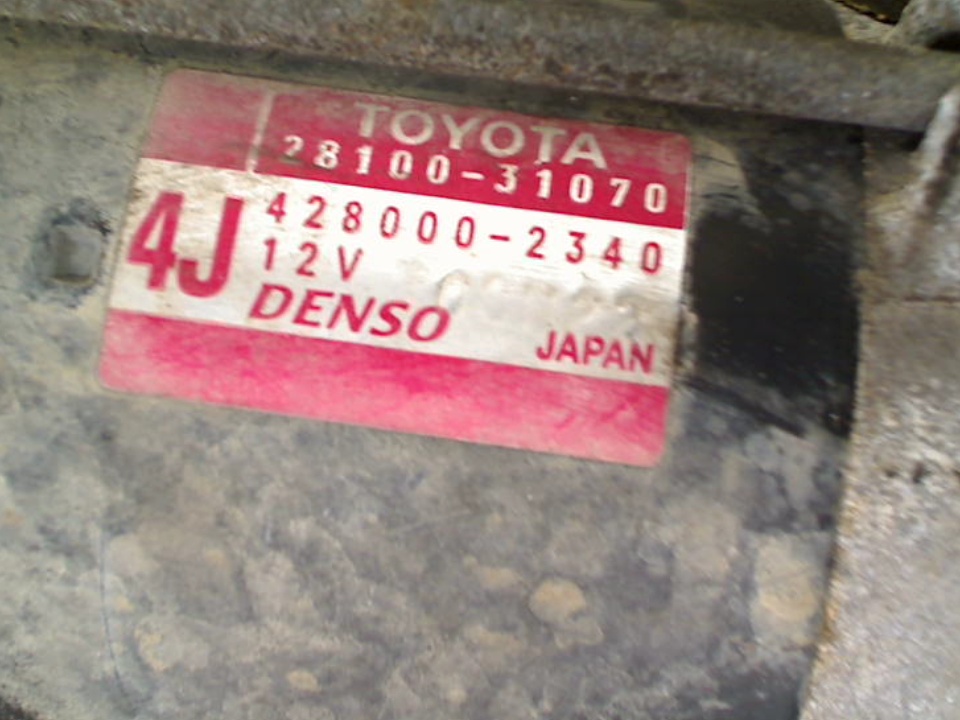 TOYOTA
28100-31070
4J
428000-2340
12V
DENSO
JAPAN